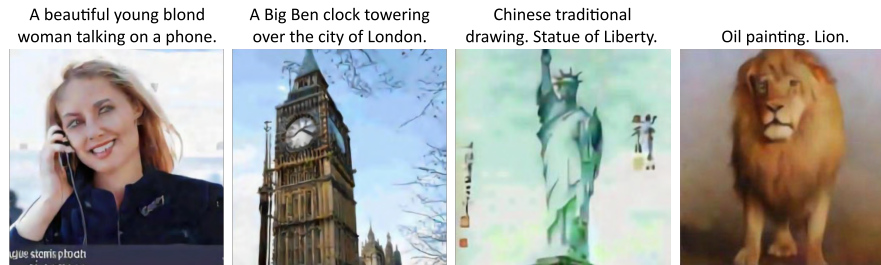 A beautiful young blond
woman talking on a phone.
A Big Ben clock towering
over the city of London.
Chinese traditional
drawing. Statue of Liberty.
Oil painting. Lion.